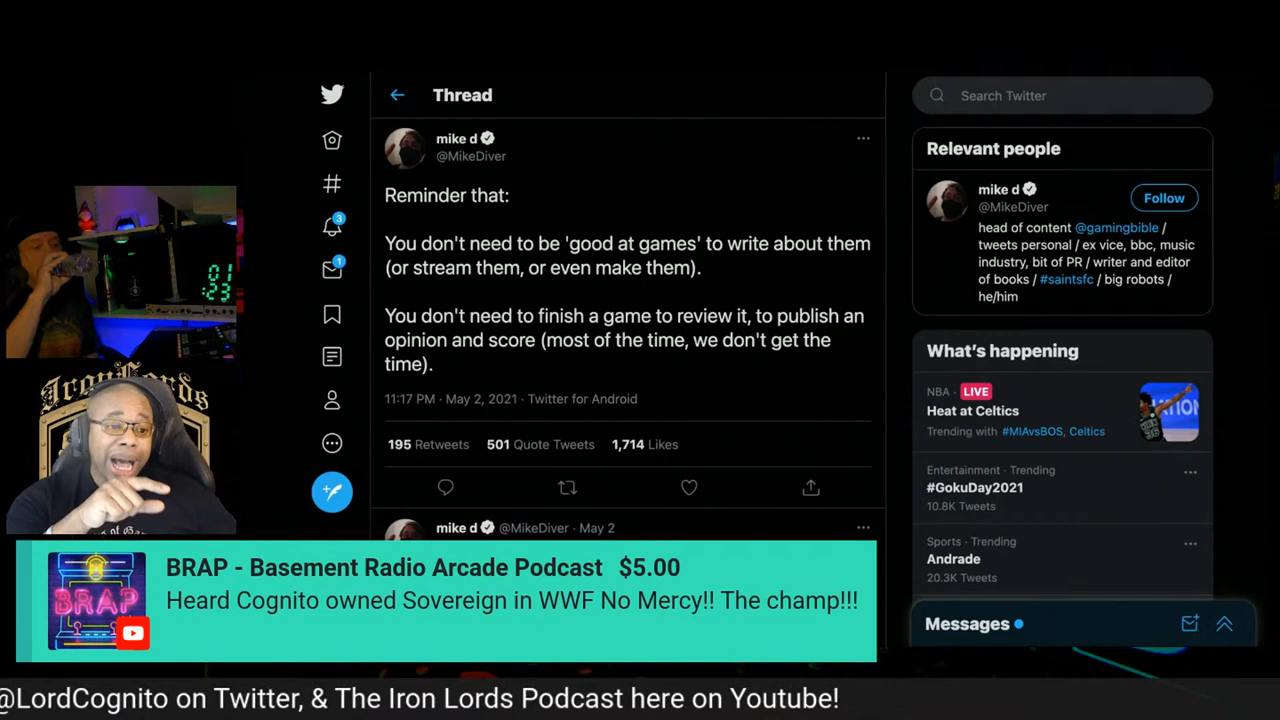 Thread
mike d
@MikeDiver
Reminder that:
You don't need to be 'good at games' to write about them
(or stream them, or even make them).
You don't need to finish a game to review it, to publish an
opinion and score (most of the time, we don't get the
time).
11:17 PM · May 2, 2021 · Twitter for Android
195 Retweets 501 Quote Tweets 1,714 Likes
mike d @MikeDiver · May 2
3
1
Search Twitter
Relevant people
mike d
@MikeDiver
Follow
head of content @gamingbible /
tweets personal / ex vice, bbc, music
industry, bit of PR / writer and editor
of books / #saintsfc / big robots /
he/him
What's happening
NBA · LIVE
Heat at Celtics
Trending with #MIAvsBOS, Celtics
Entertainment · Trending
#GokuDay2021
10.8K Tweets
Sports · Trending
Andrade
20.3K Tweets
Messages
01
23
Iron Lords
BRAP
BRAP - Basement Radio Arcade Podcast $5.00
Heard Cognito owned Sovereign in WWF No Mercy!! The champ!!!
@LordCognito on Twitter, & The Iron Lords Podcast here on Youtube!